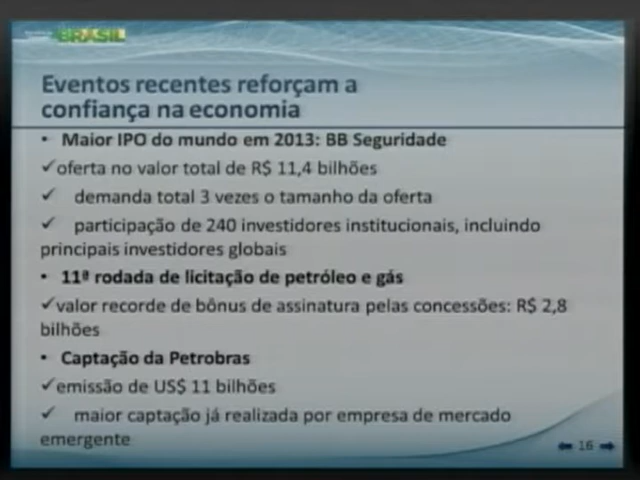 BRASIL
Eventos recentes reforçam a
confiança na economia
• Maior IPO do mundo em 2013: BB Seguridade
✓oferta no valor total de R$ 11,4 bilhões
✓ demanda total 3 vezes o tamanho da oferta
✓ participação de 240 investidores institucionais, incluindo
principais investidores globais
• 11ª rodada de licitação de petróleo e gás
✓valor recorde de bônus de assinatura pelas concessões: R$ 2,8
bilhões
• Captação da Petrobras
✓emissão de US$ 11 bilhões
✓ maior captação já realizada por empresa de mercado
emergente
16